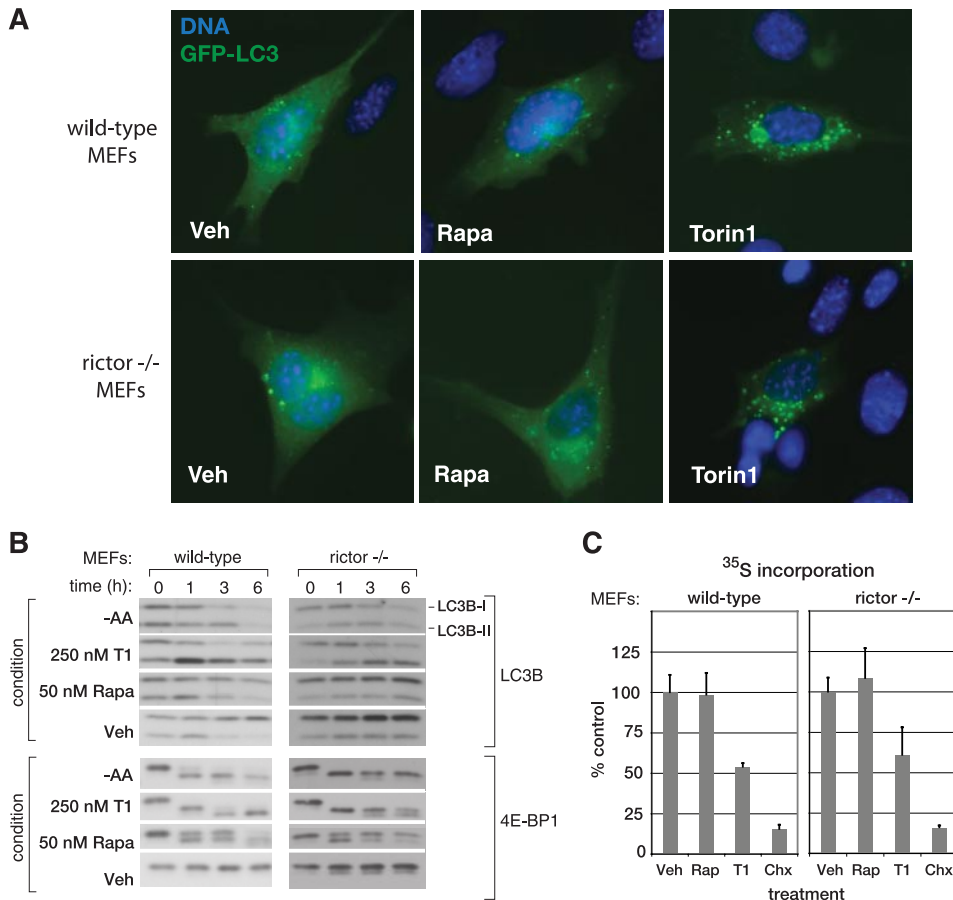 A
DNA
GFP-LC3
wild-type
MEFs
Veh
Rapa
Torin1
rictor -/-
MEFs
Veh
Rapa
Torin1
B
MEFs: wild-type rictor -/-
time (h): 0 1 3 6 0 1 3 6
condition
-AA
LC3B-I
LC3B-II
250 nM T1
50 nM Rapa
Veh
LC3B
condition
-AA
250 nM T1
50 nM Rapa
Veh
4E-BP1
C
35S incorporation
MEFs: wild-type rictor -/-
% control
125
100
75
50
25
0
Veh Rap T1 Chx Veh Rap T1 Chx
treatment